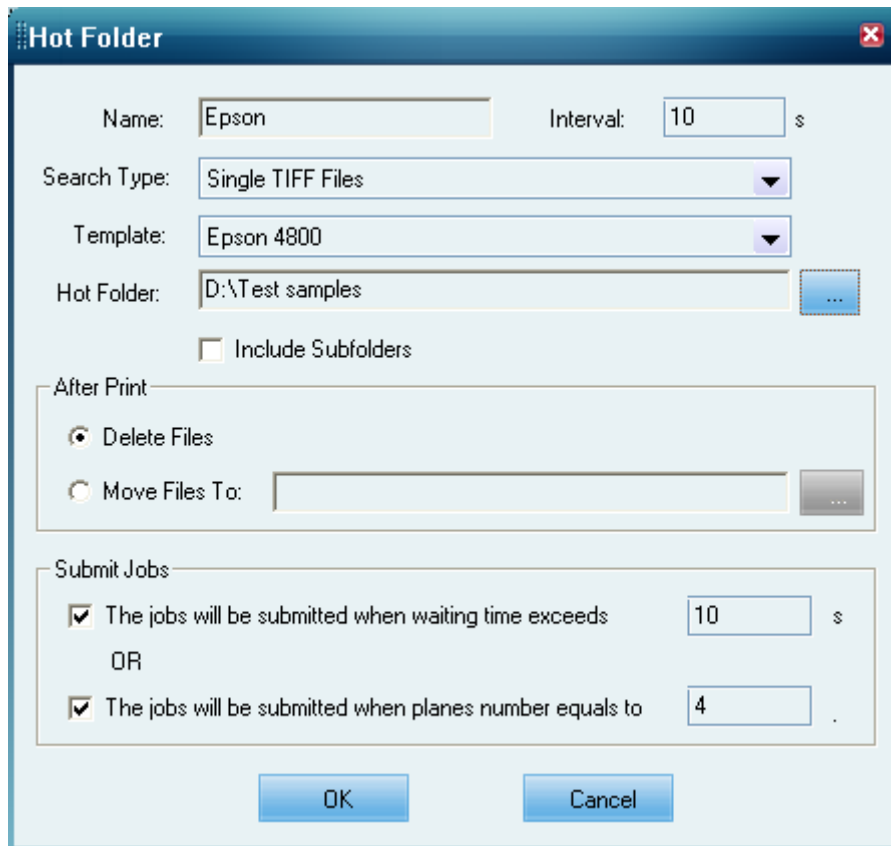 Hot Folder
Name: Epson Interval: 10 s
Search Type: Single TIFF Files
Template: Epson 4800
Hot Folder: D:\Test samples ...
Include Subfolders
After Print
Delete Files
Move Files To: ...
Submit Jobs
The jobs will be submitted when waiting time exceeds 10 s
OR
The jobs will be submitted when planes number equals to 4 .
OK Cancel